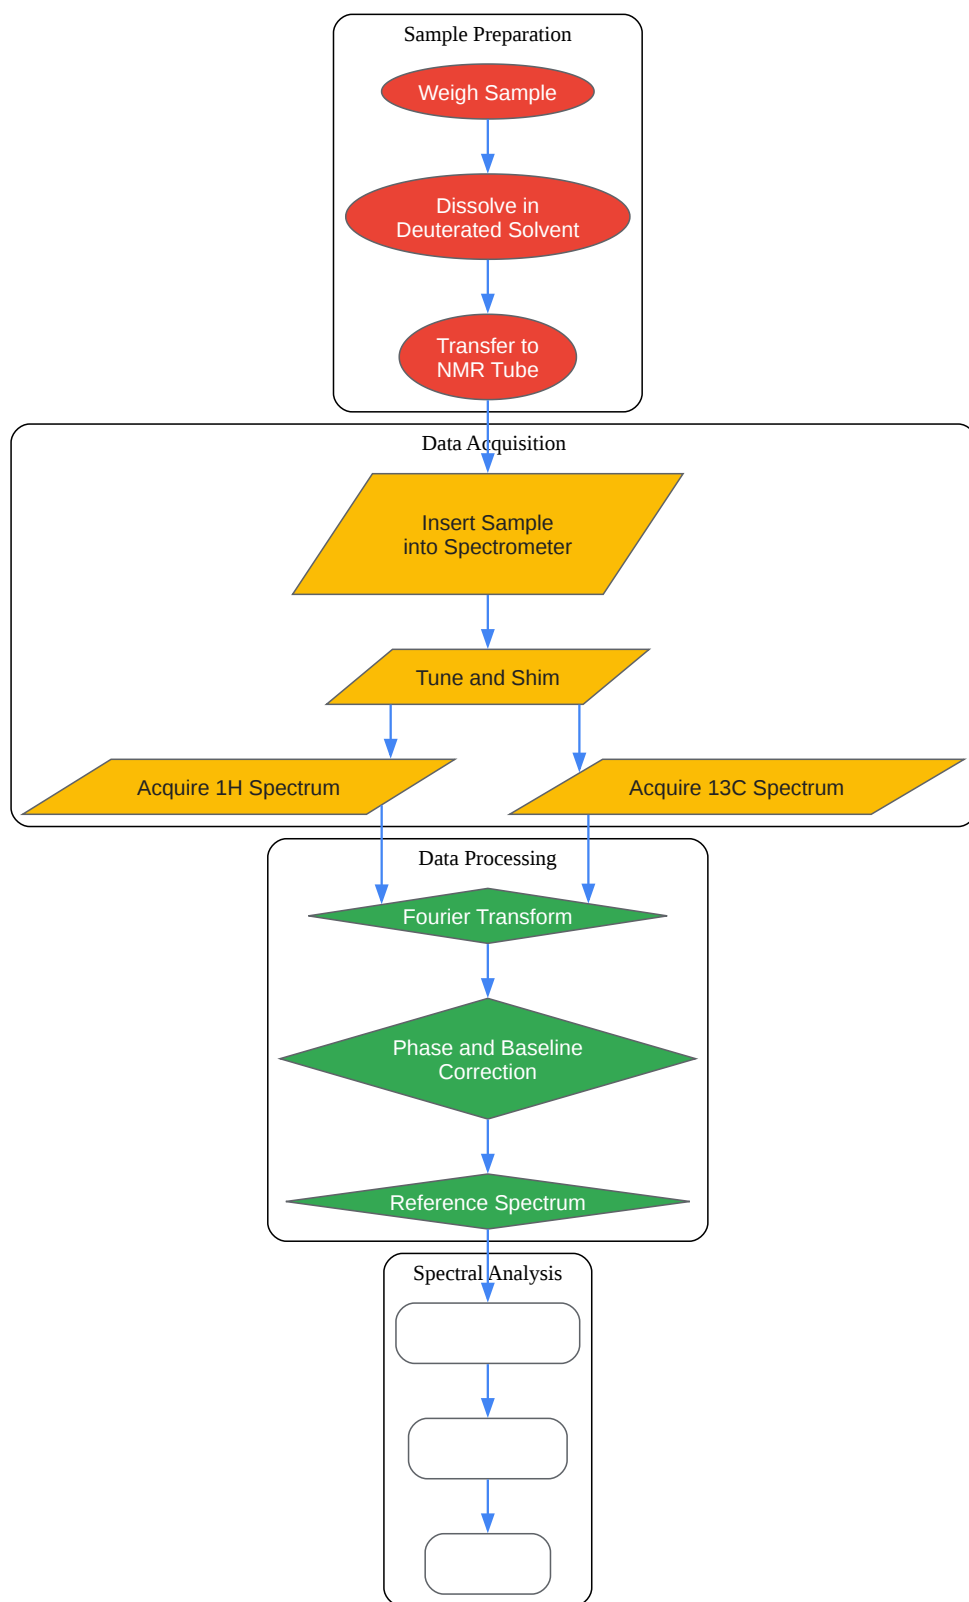 Sample Preparation
Weigh Sample
Dissolve in
Deuterated Solvent
Transfer to
NMR Tube
Data Acquisition
Insert Sample
into Spectrometer
Tune and Shim
Acquire 1H Spectrum
Acquire 13C Spectrum
Data Processing
Fourier Transform
Phase and Baseline
Correction
Reference Spectrum
Spectral Analysis